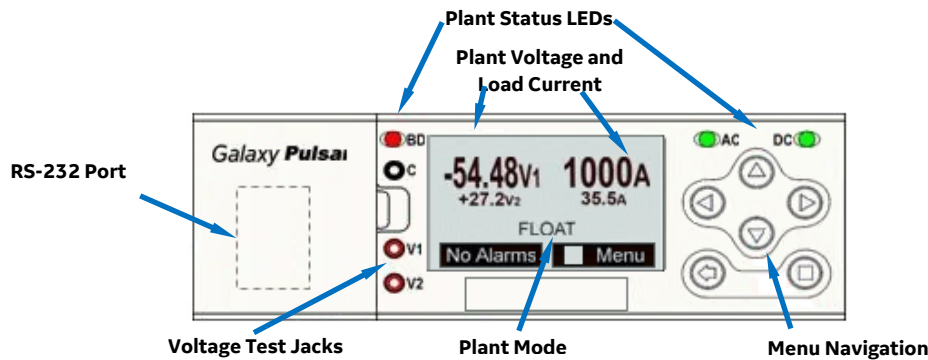 Plant Status LEDs
Plant Voltage and
Load Current
Galaxy Pulsar
BD
C
AC
DC
-54.48V1 1000A
+27.2V2 35.5A
FLOAT
No Alarms Menu
V1
V2
RS-232 Port
Voltage Test Jacks
Plant Mode
Menu Navigation